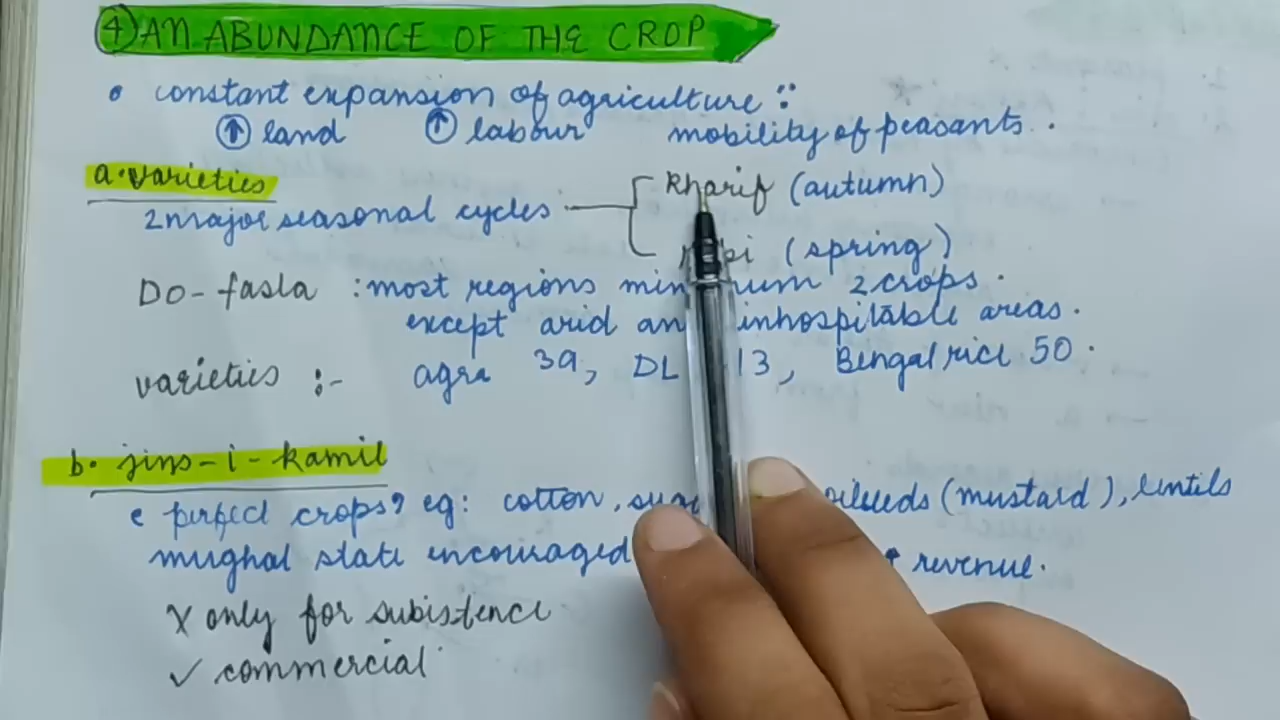 ④ AN ABUNDANCE OF THE CROP
• constant expansion of agriculture ::
↑ land ↑ labour mobility of peasants.
a. varieties
2 major seasonal cycles
Kharif (autumn)
(spring)
Do-fasla : most regions 2 crops.
except arid inhospitable areas.
varieties :- agra 39, DL 13, Bengal rice 50.
b. jins-i-kamil
perfect crops? eg: cotton, (mustard), lentils
mughal state encouraged ↑ revenue.
X only for subistence
✓ commercial